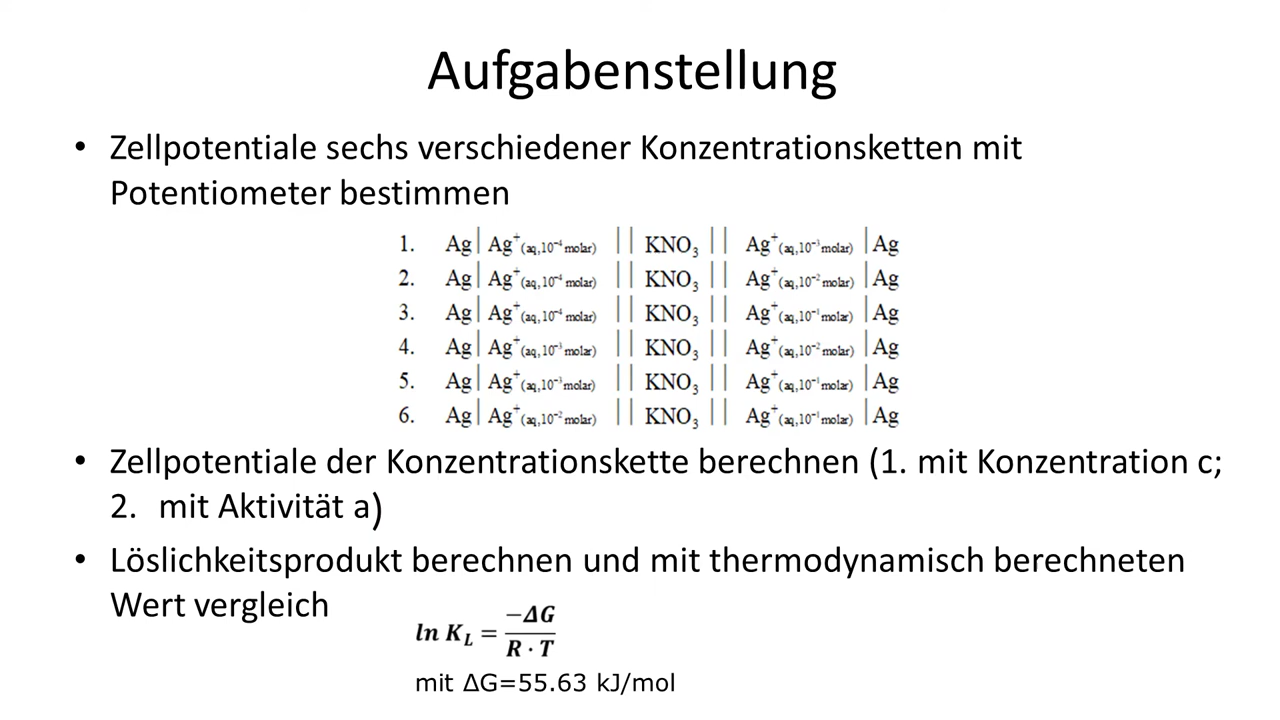 Aufgabenstellung
• Zellpotentiale sechs verschiedener Konzentrationsketten mit
Potentiometer bestimmen
1. Ag| Ag⁺(aq,10⁻⁴ molar) || KNO₃ || Ag⁺(aq,10⁻³ molar) |Ag
2. Ag| Ag⁺(aq,10⁻⁴ molar) || KNO₃ || Ag⁺(aq,10⁻² molar) |Ag
3. Ag| Ag⁺(aq,10⁻⁴ molar) || KNO₃ || Ag⁺(aq,10⁻¹ molar) |Ag
4. Ag| Ag⁺(aq,10⁻³ molar) || KNO₃ || Ag⁺(aq,10⁻² molar) |Ag
5. Ag| Ag⁺(aq,10⁻³ molar) || KNO₃ || Ag⁺(aq,10⁻¹ molar) |Ag
6. Ag| Ag⁺(aq,10⁻² molar) || KNO₃ || Ag⁺(aq,10⁻¹ molar) |Ag
• Zellpotentiale der Konzentrationskette berechnen (1. mit Konzentration c;
2. mit Aktivität a)
• Löslichkeitsprodukt berechnen und mit thermodynamisch berechneten
Wert vergleich
ln K_L = −ΔG / R · T
mit ΔG=55.63 kJ/mol